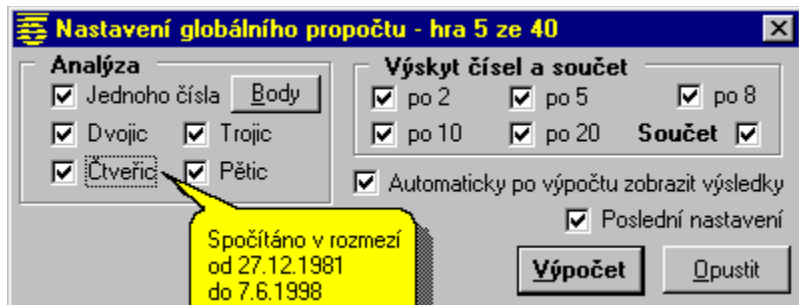 Nastavení globálního propočtu - hra 5 ze 40
Analýza
Jednoho čísla Body
Dvojic Trojic
Čtveřic Pětic
Výskyt čísel a součet
po 2 po 5 po 8
po 10 po 20 Součet
Automaticky po výpočtu zobrazit výsledky
Poslední nastavení
Spočítáno v rozmezí
od 27.12.1981
do 7.6.1998
Výpočet Opustit